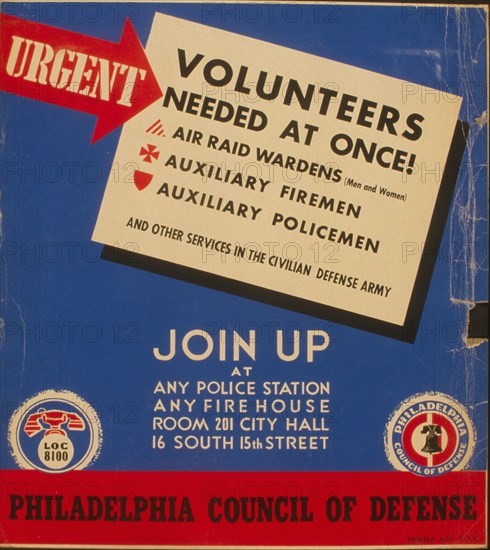 URGENT
VOLUNTEERS
NEEDED AT ONCE!
AIR RAID WARDENS (Men and Women)
AUXILIARY FIREMEN
AUXILIARY POLICEMEN
AND OTHER SERVICES IN THE CIVILIAN DEFENSE ARMY
JOIN UP
AT
ANY POLICE STATION
ANY FIRE HOUSE
ROOM 201 CITY HALL
16 SOUTH 15th STREET
LOC
8100
PHILADELPHIA
COUNCIL OF DEFENSE
PHILADELPHIA COUNCIL OF DEFENSE
PHOTO 12